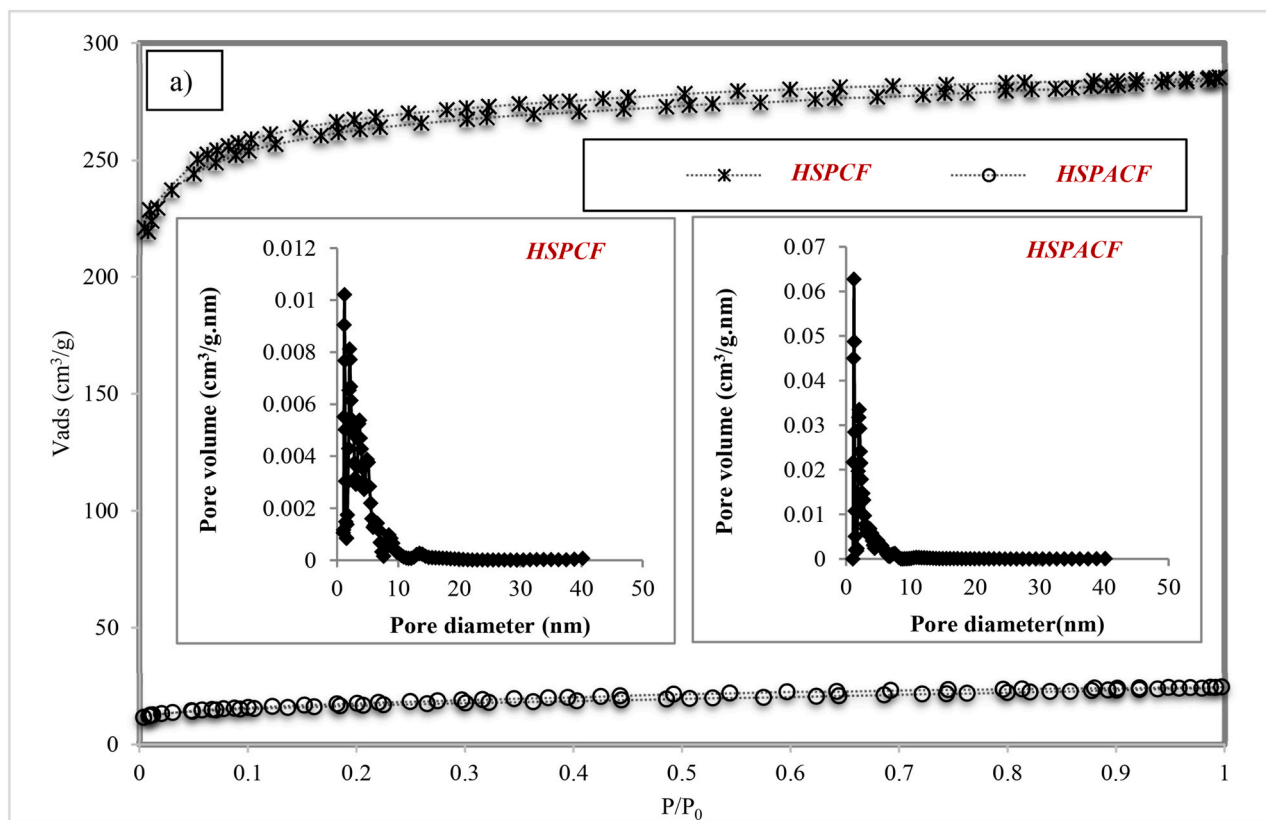 a)
300
250
200
150
100
50
0
Vads (cm³/g)
HSPCF HSPACF
HSPCF
0.012
0.01
0.008
0.006
0.004
0.002
0
Pore volume (cm³/g.nm)
0 10 20 30 40 50
Pore diameter (nm)
HSPACF
0.07
0.06
0.05
0.04
0.03
0.02
0.01
0
Pore volume (cm³/g.nm)
0 10 20 30 40 50
Pore diameter(nm)
0 0.1 0.2 0.3 0.4 0.5 0.6 0.7 0.8 0.9 1
P/P₀